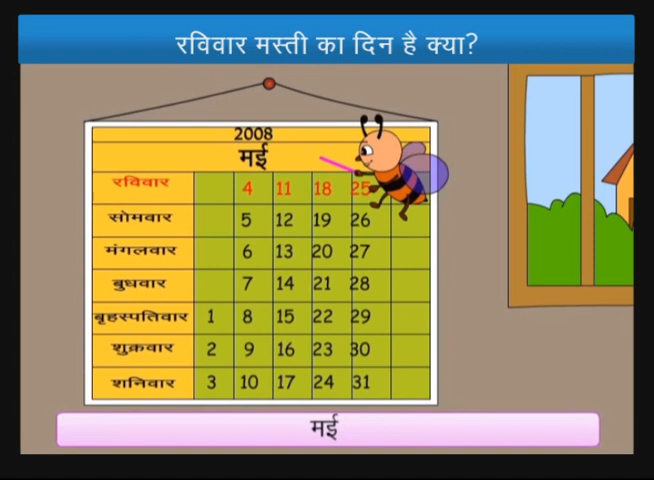 रविवार मस्ती का दिन है क्या?
2008
मई
रविवार 4 11 18 25
सोमवार 5 12 19 26
मंगलवार 6 13 20 27
बुधवार 7 14 21 28
बृहस्पतिवार 1 8 15 22 29
शुक्रवार 2 9 16 23 30
शनिवार 3 10 17 24 31
मई